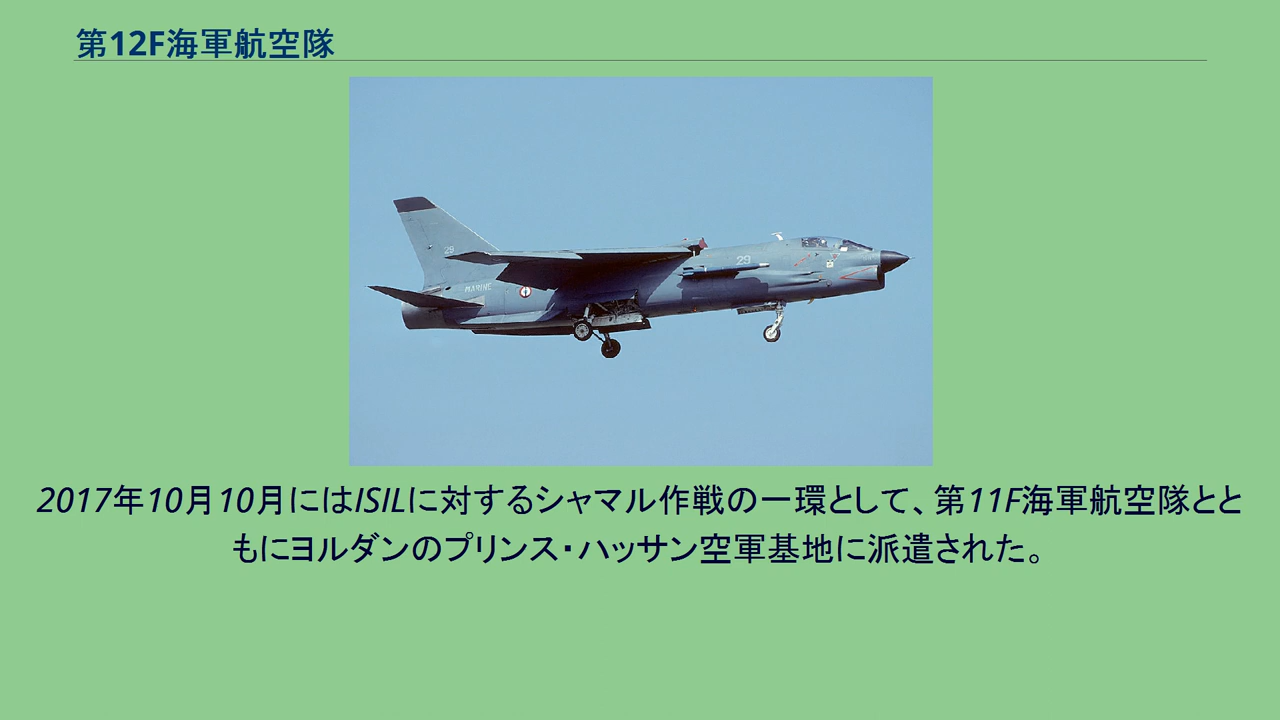 第12F海軍航空隊
29
29
MARINE
2017年10月10月にはISILに対するシャマル作戦の一環として、第11F海軍航空隊とと
もにヨルダンのプリンス・ハッサン空軍基地に派遣された。